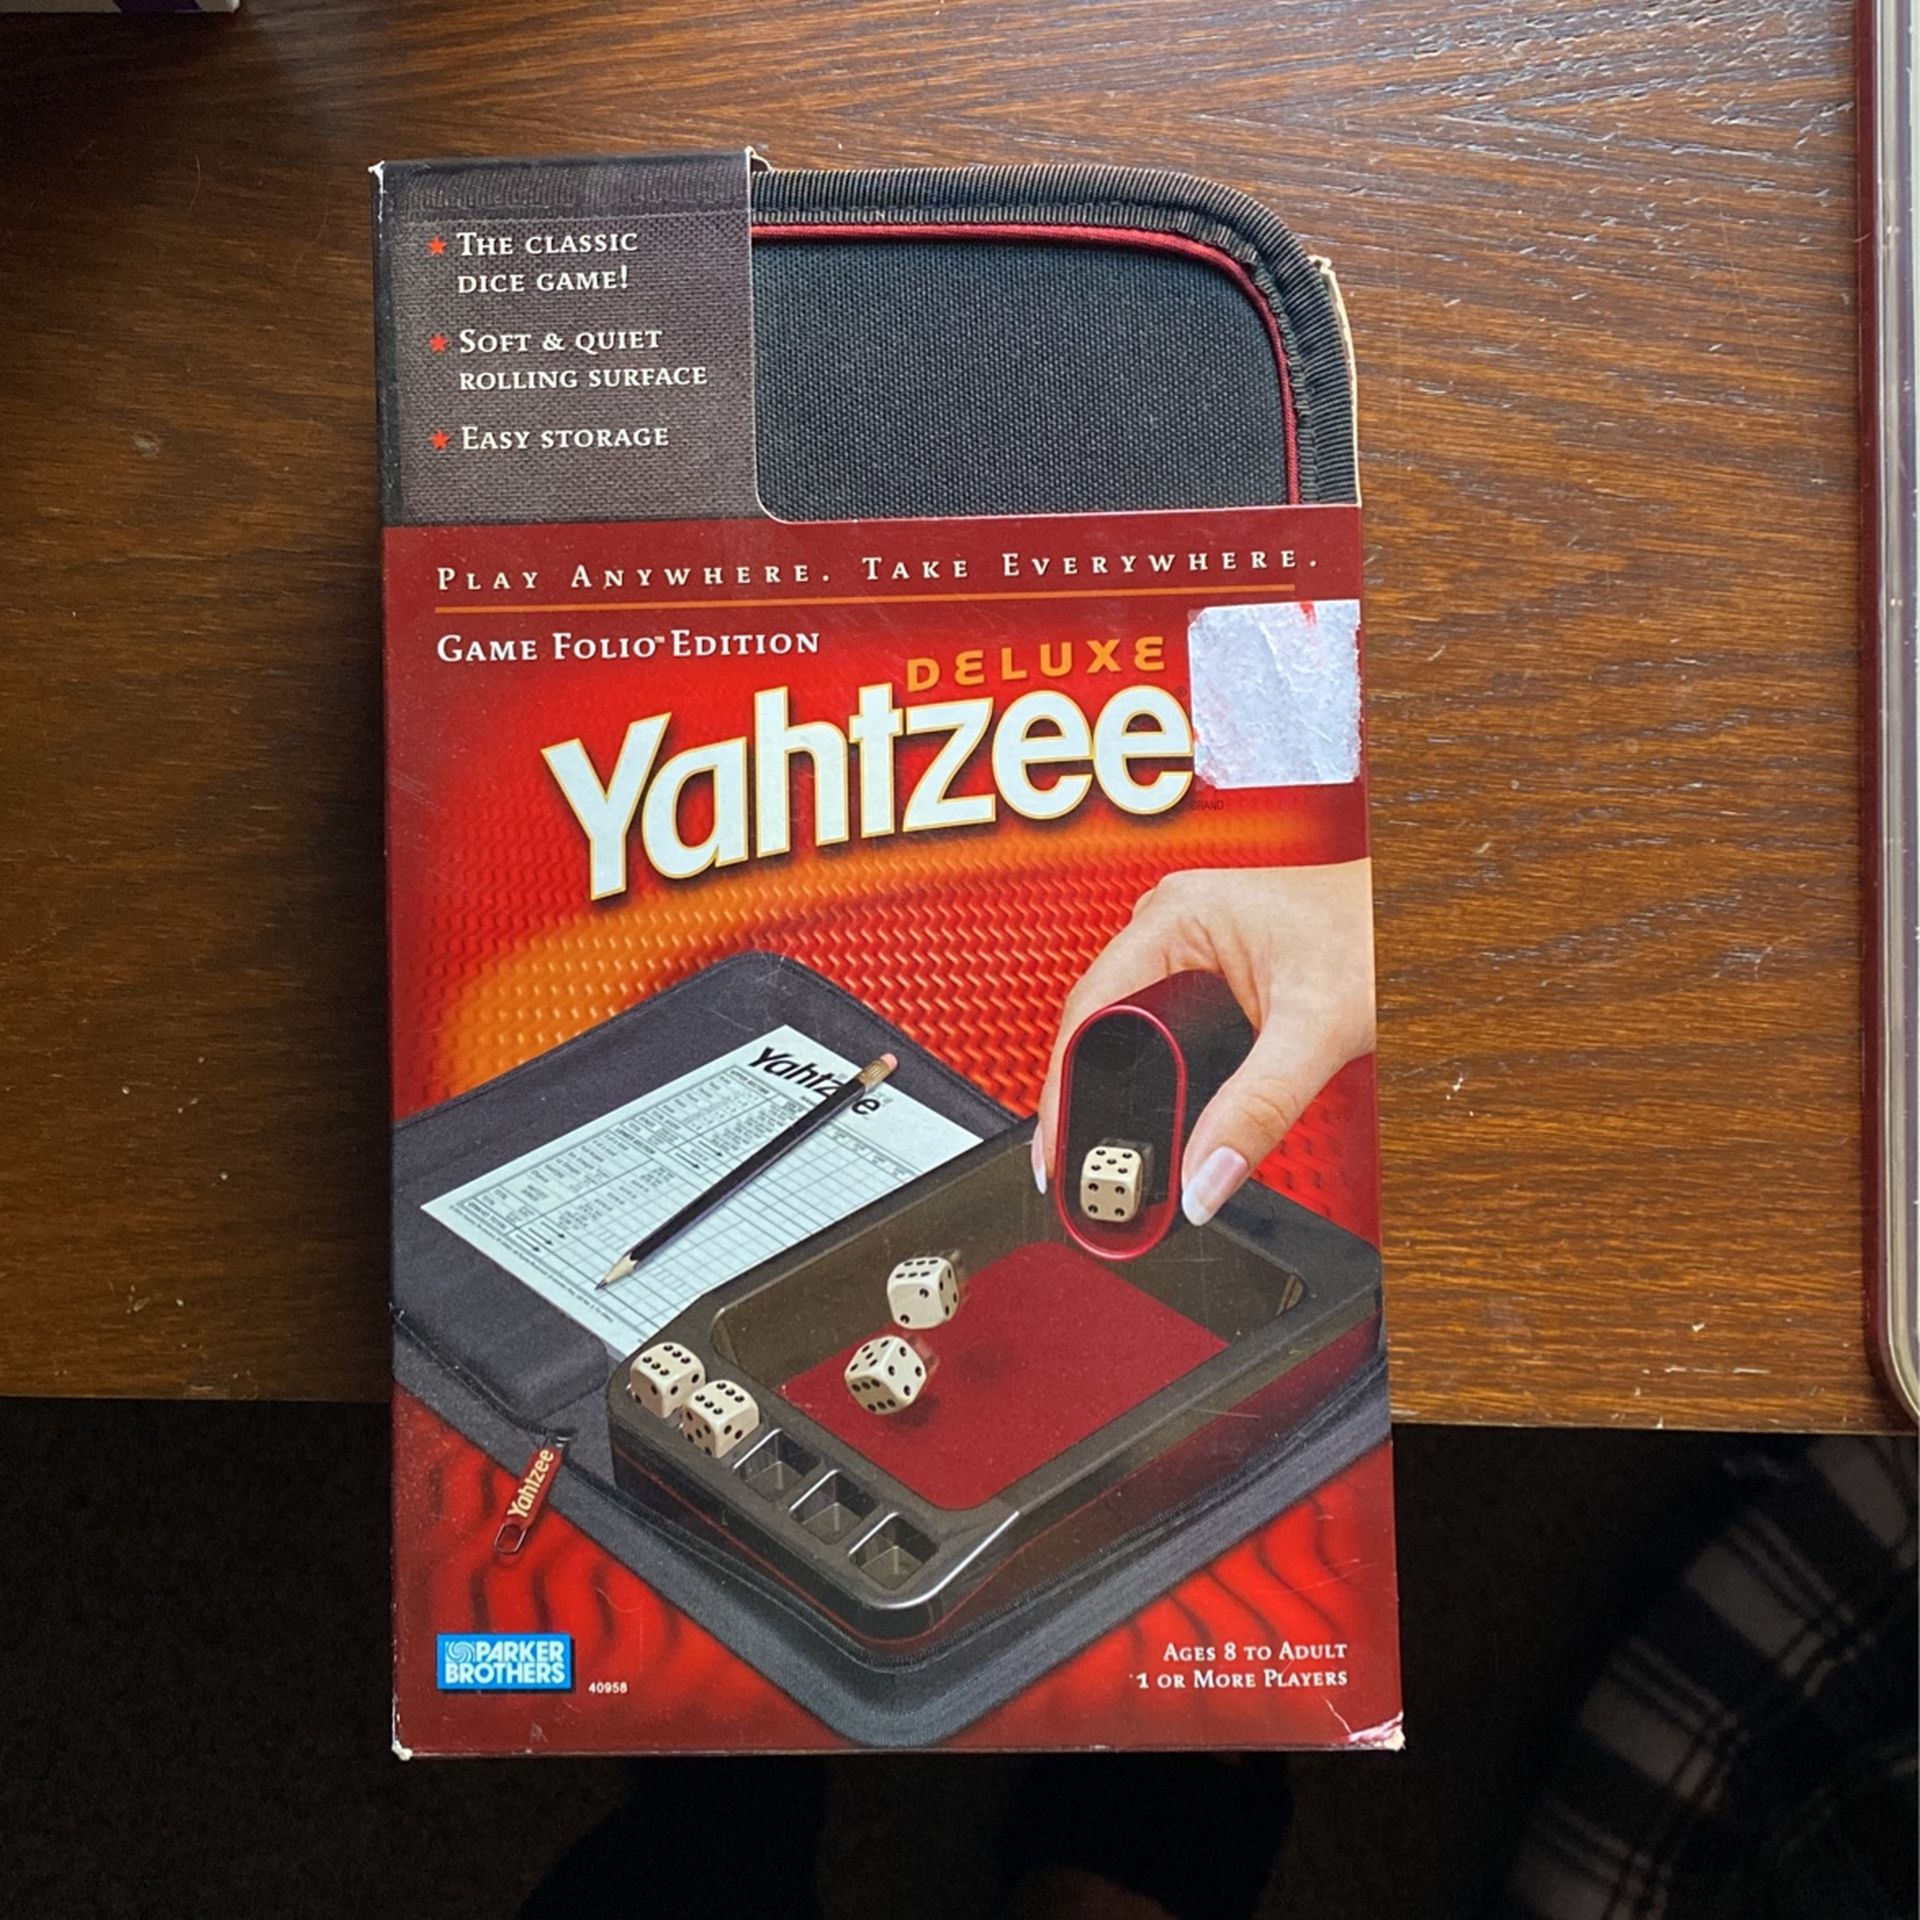 ★ THE CLASSIC
DICE GAME!
★ SOFT & QUIET
ROLLING SURFACE
★ EASY STORAGE
PLAY ANYWHERE. TAKE EVERYWHERE.
GAME FOLIO™ EDITION
DELUXE
Yahtzee®
BRAND
Yahtzee
Yahtzee
PARKER
BROTHERS
40958
AGES 8 TO ADULT
1 OR MORE PLAYERS